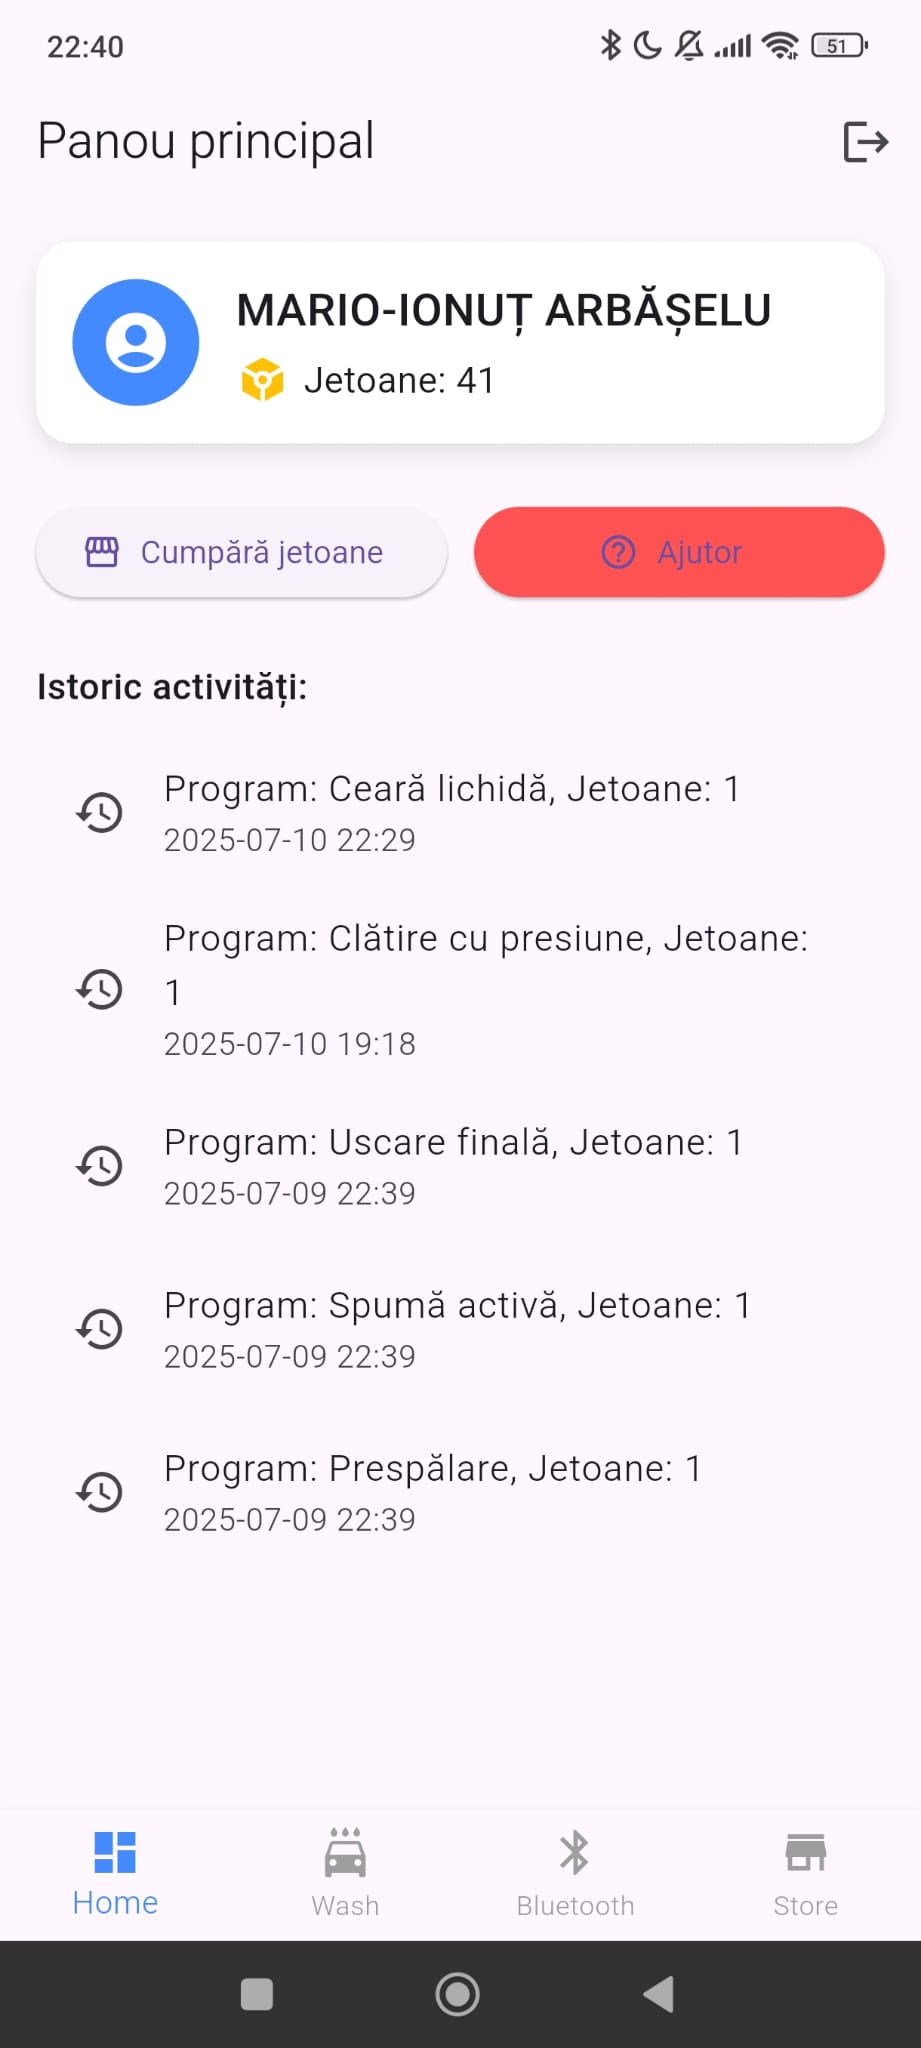 22:40
51
Panou principal
MARIO-IONUȚ ARBĂȘELU
Jetoane: 41
Cumpără jetoane
Ajutor
Istoric activități:
Program: Ceară lichidă, Jetoane: 1
2025-07-10 22:29
Program: Clătire cu presiune, Jetoane:
1
2025-07-10 19:18
Program: Uscare finală, Jetoane: 1
2025-07-09 22:39
Program: Spumă activă, Jetoane: 1
2025-07-09 22:39
Program: Prespălare, Jetoane: 1
2025-07-09 22:39
Home
Wash
Bluetooth
Store